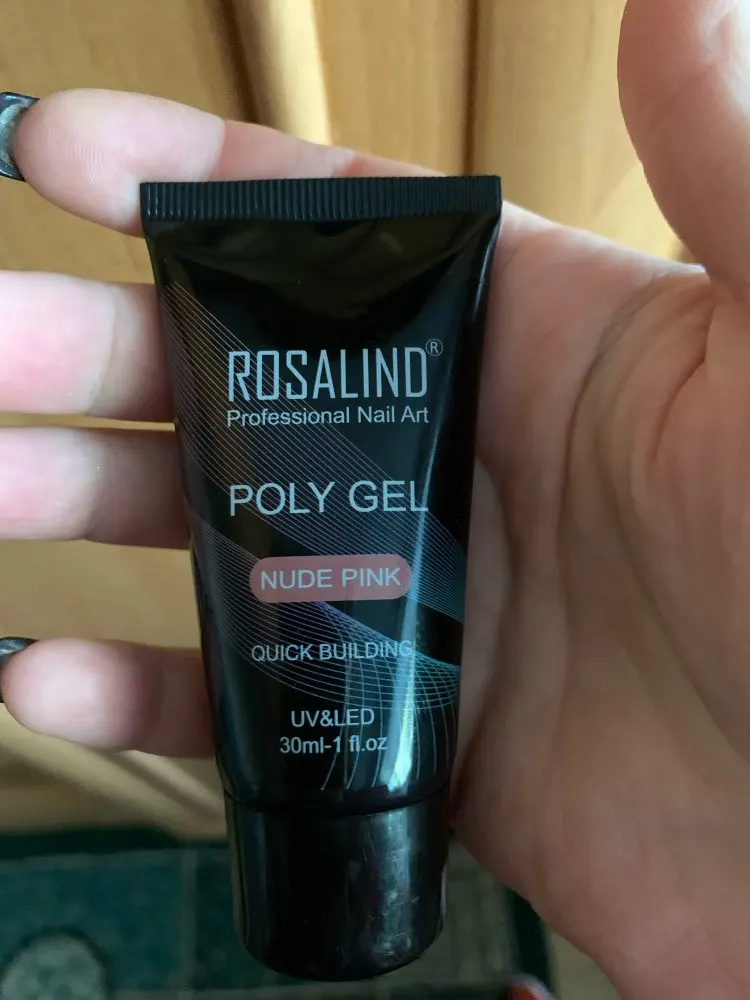 ROSALIND®
Professional Nail Art
POLY GEL
NUDE PINK
QUICK BUILDING
UV&LED
30ml-1 fl.oz